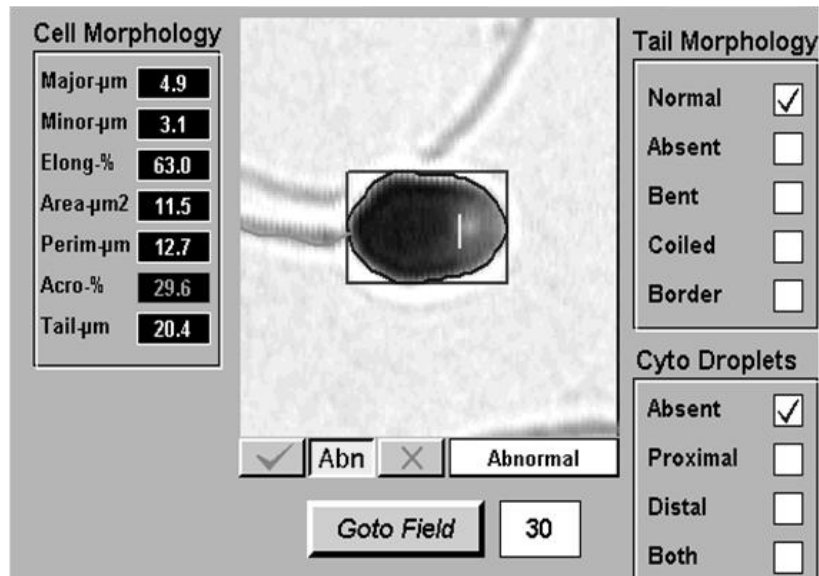 Cell Morphology
Major-µm 4.9
Minor-µm 3.1
Elong-% 63.0
Area-µm2 11.5
Perim-µm 12.7
Acro-% 29.6
Tail-µm 20.4
Abn
Abnormal
Goto Field 30
Tail Morphology
Normal
Absent
Bent
Coiled
Border
Cyto Droplets
Absent
Proximal
Distal
Both